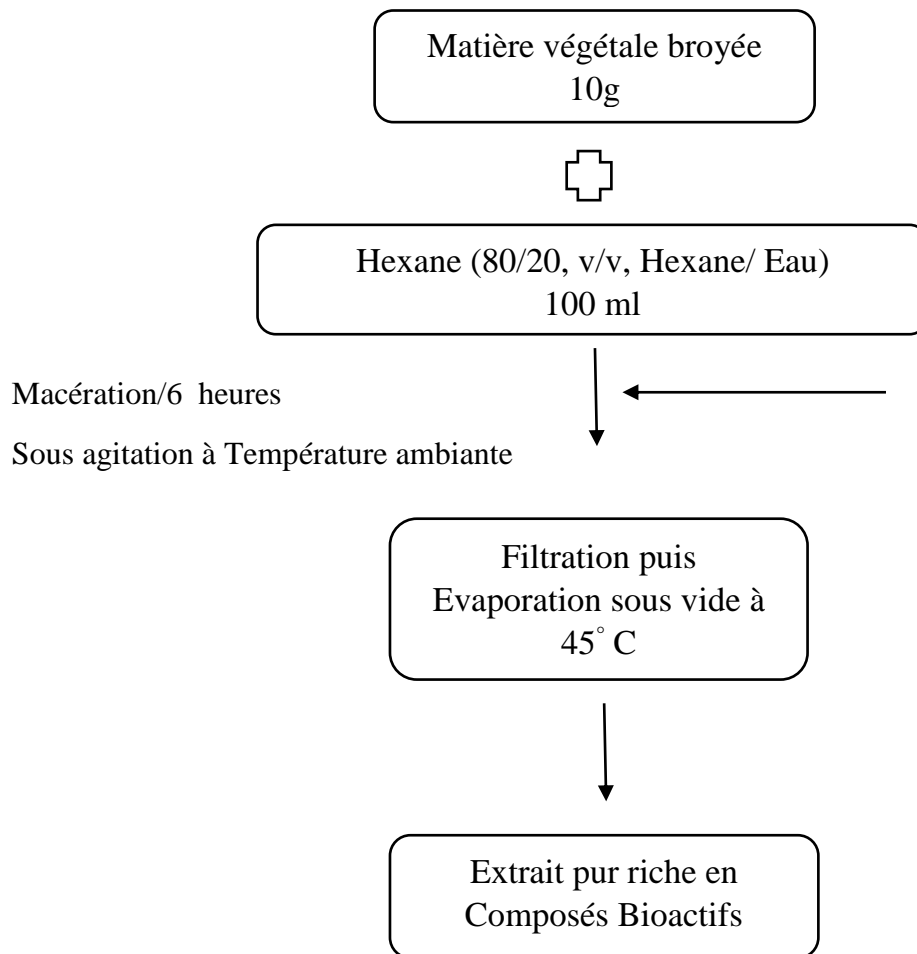 Matière végétale broyée
10g
Hexane (80/20, v/v, Hexane/ Eau)
100 ml
Macération/6 heures
Sous agitation à Température ambiante
Filtration puis
Evaporation sous vide à
45° C
Extrait pur riche en
Composés Bioactifs